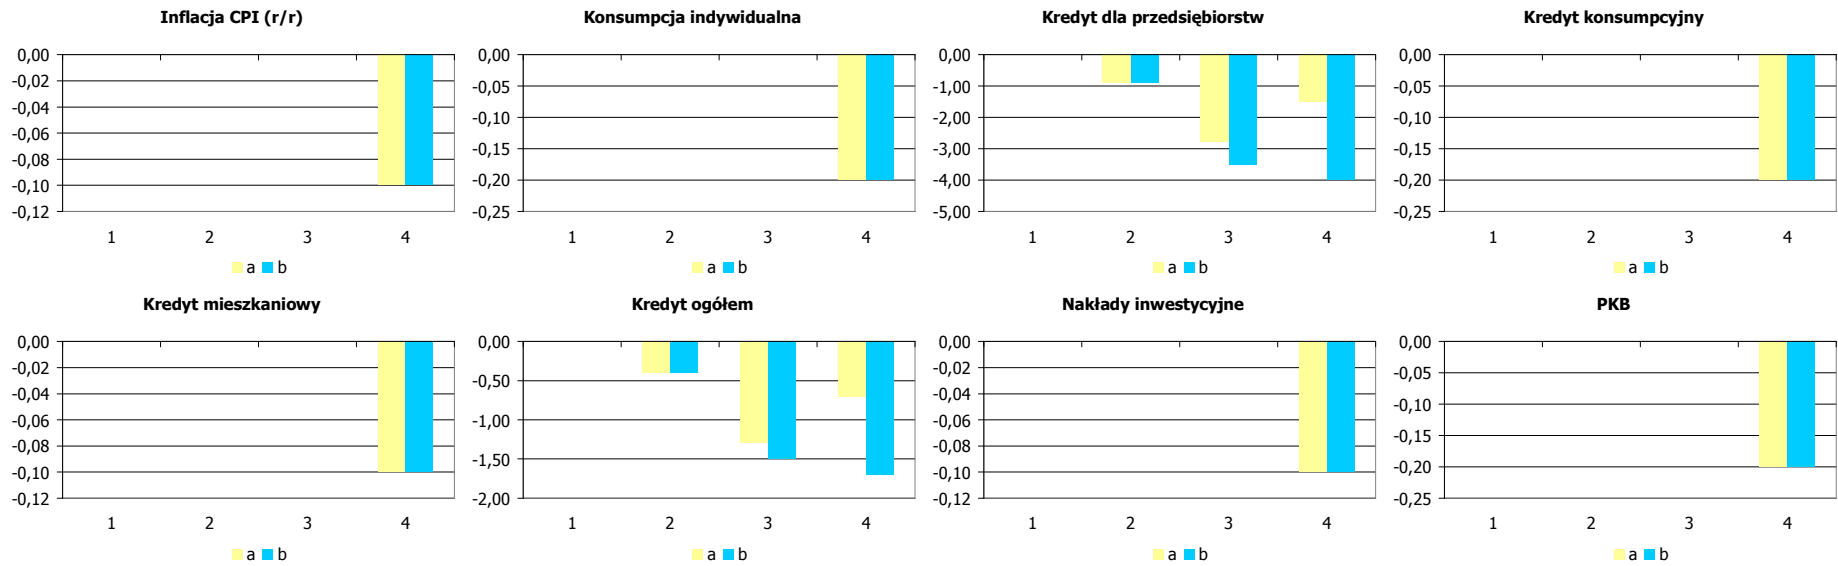 Inflacja CPI (r/r)
0,00
-0,02
-0,04
-0,06
-0,08
-0,10
-0,12
1 2 3 4
a b
Konsumpcja indywidualna
0,00
-0,05
-0,10
-0,15
-0,20
-0,25
1 2 3 4
a b
Kredyt dla przedsiębiorstw
0,00
-1,00
-2,00
-3,00
-4,00
-5,00
1 2 3 4
a b
Kredyt konsumpcyjny
0,00
-0,05
-0,10
-0,15
-0,20
-0,25
1 2 3 4
a b
Kredyt mieszkaniowy
0,00
-0,02
-0,04
-0,06
-0,08
-0,10
-0,12
1 2 3 4
a b
Kredyt ogółem
0,00
-0,50
-1,00
-1,50
-2,00
1 2 3 4
a b
Nakłady inwestycyjne
0,00
-0,02
-0,04
-0,06
-0,08
-0,10
-0,12
1 2 3 4
a b
PKB
0,00
-0,05
-0,10
-0,15
-0,20
-0,25
1 2 3 4
a b